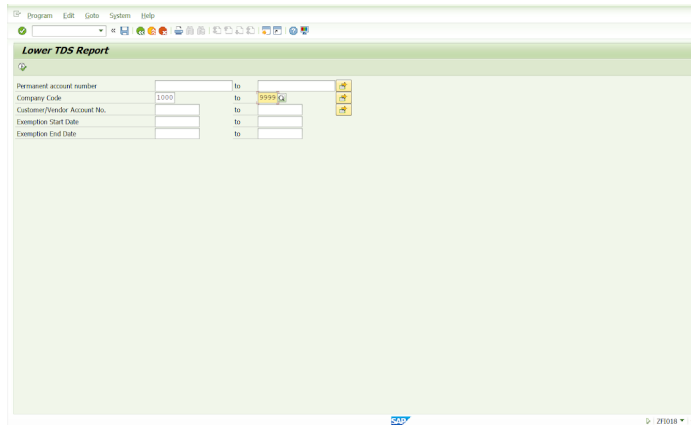 Program Edit Goto System Help
Lower TDS Report
Permanent account number to
Company Code 1000 to 9999
Customer/Vendor Account No. to
Exemption Start Date to
Exemption End Date to
SAP ZFI018